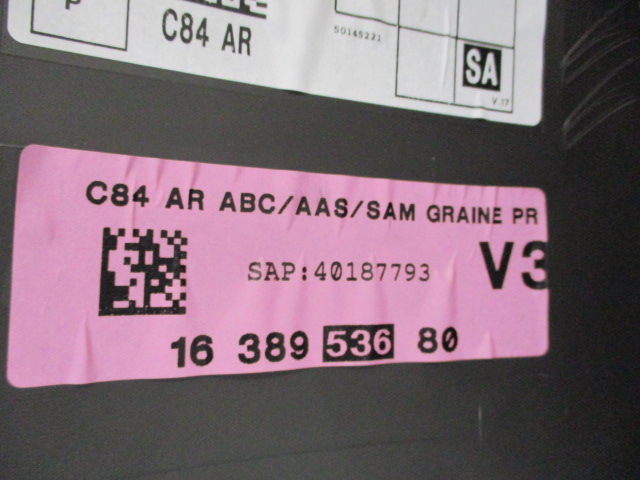 P
C84 AR
50145221
SA
V.17
C84 AR ABC/AAS/SAM GRAINE PR
SAP:40187793
V3
16 389 536 80